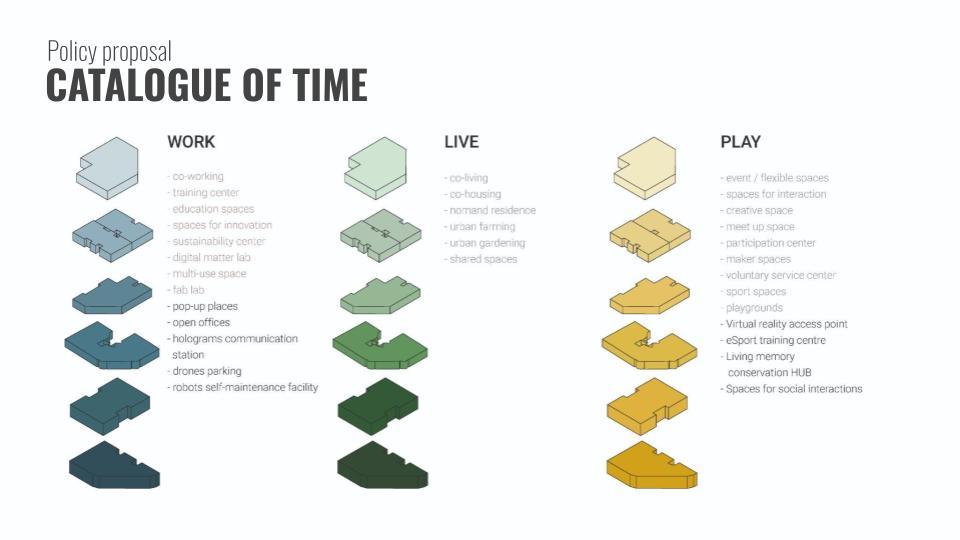 Policy proposal
CATALOGUE OF TIME
WORK
- co-working
- training center
- education spaces
- spaces for innovation
- sustainability center
- digital matter lab
- multi-use space
- fab lab
- pop-up places
- open offices
- holograms communication
station
- drones parking
- robots self-maintenance facility
LIVE
- co-living
- co-housing
- nomand residence
- urban farming
- urban gardening
- shared spaces
PLAY
- event / flexible spaces
- spaces for interaction
- creative space
- meet up space
- participation center
- maker spaces
- voluntary service center
- sport spaces
- playgrounds
- Virtual reality access point
- eSport training centre
- Living memory
conservation HUB
- Spaces for social interactions